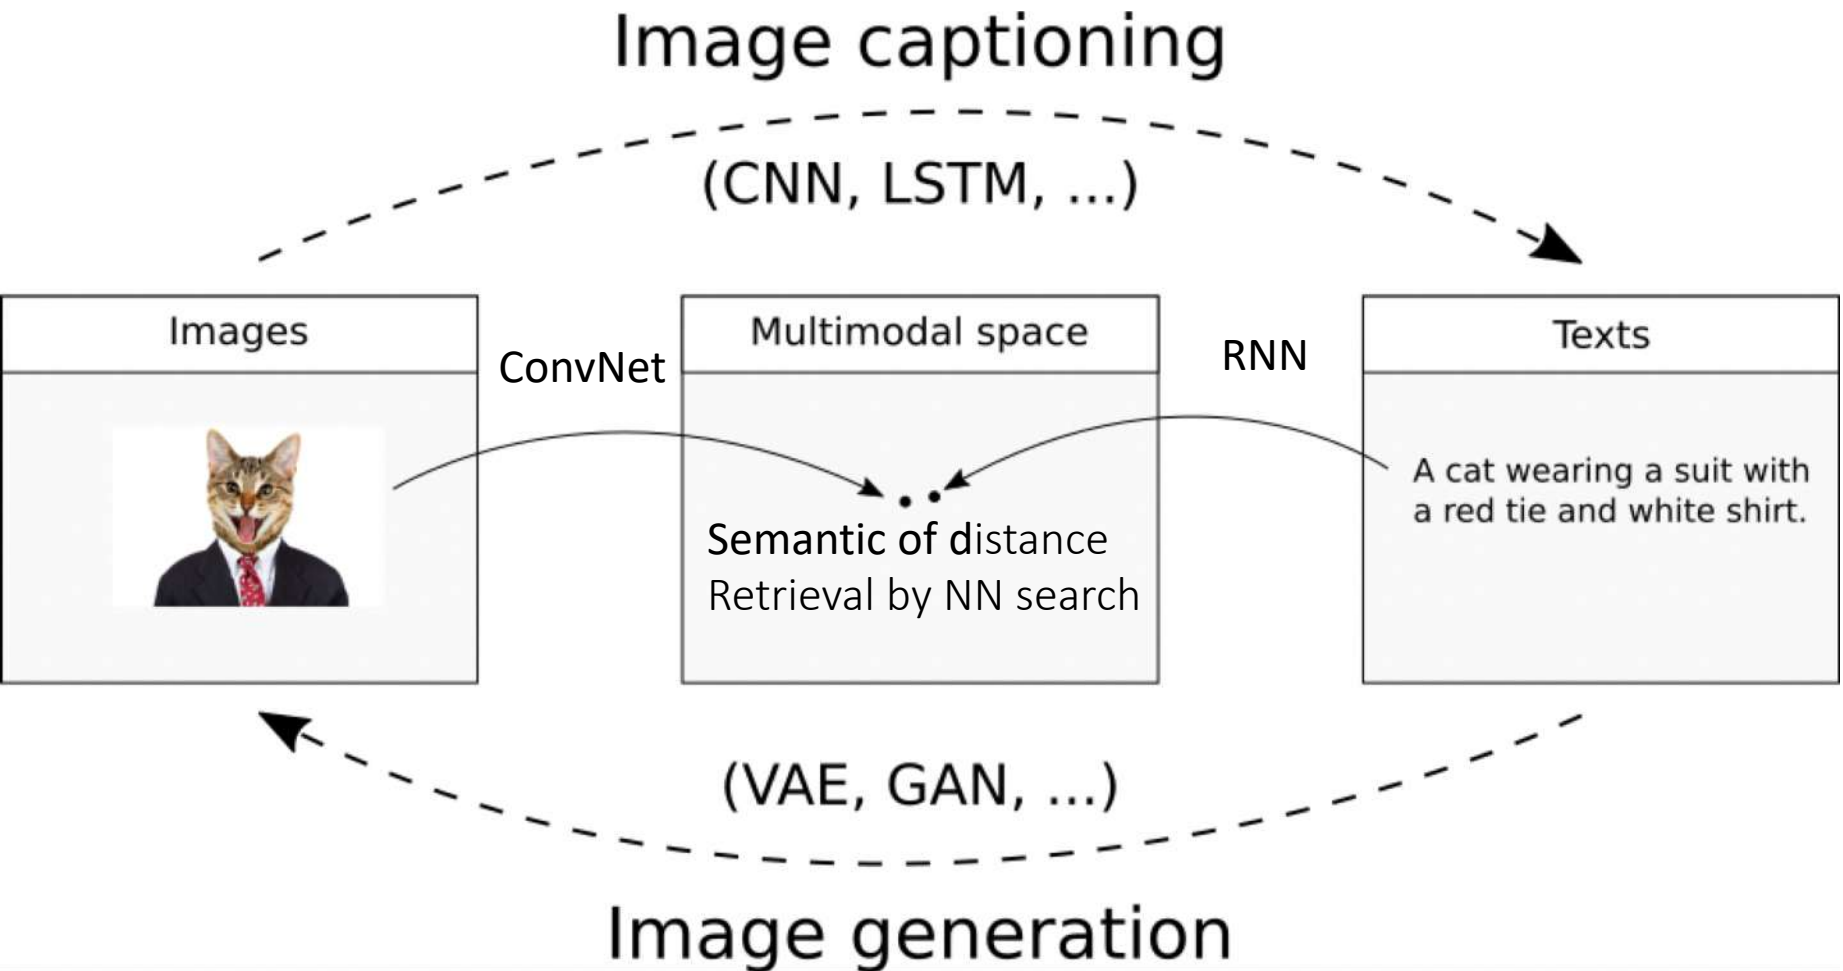 Image captioning
(CNN, LSTM, ...)
Images
ConvNet
Multimodal space
RNN
Texts
A cat wearing a suit with
a red tie and white shirt.
Semantic of distance
Retrieval by NN search
(VAE, GAN, ...)
Image generation